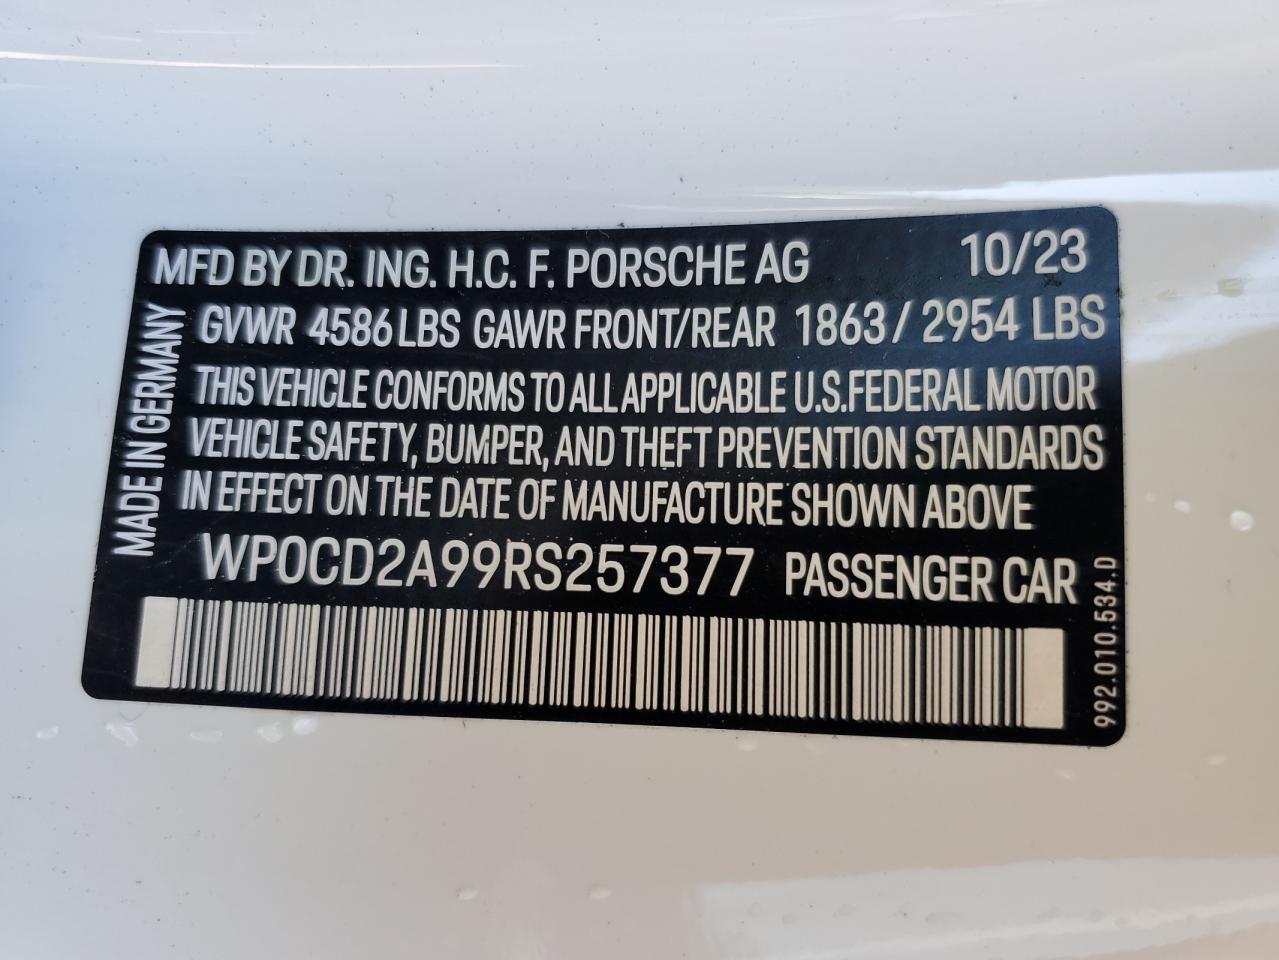 MFD BY DR. ING. H.C. F. PORSCHE AG 10/23
GVWR 4586 LBS GAWR FRONT/REAR 1863 / 2954 LBS
THIS VEHICLE CONFORMS TO ALL APPLICABLE U.S.FEDERAL MOTOR
VEHICLE SAFETY, BUMPER, AND THEFT PREVENTION STANDARDS
IN EFFECT ON THE DATE OF MANUFACTURE SHOWN ABOVE
WP0CD2A99RS257377 PASSENGER CAR
MADE IN GERMANY
992.010.534.D